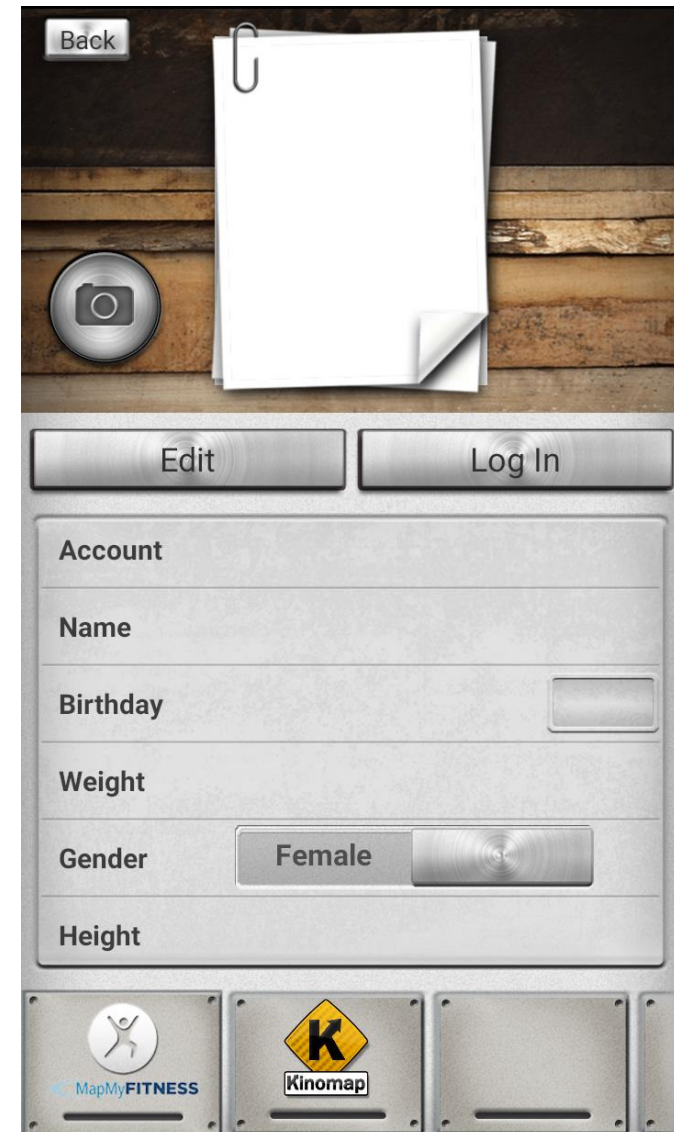 Back
Edit
Log In
Account
Name
Birthday
Weight
Gender
Female
Height
MapMyFITNESS
K
Kinomap